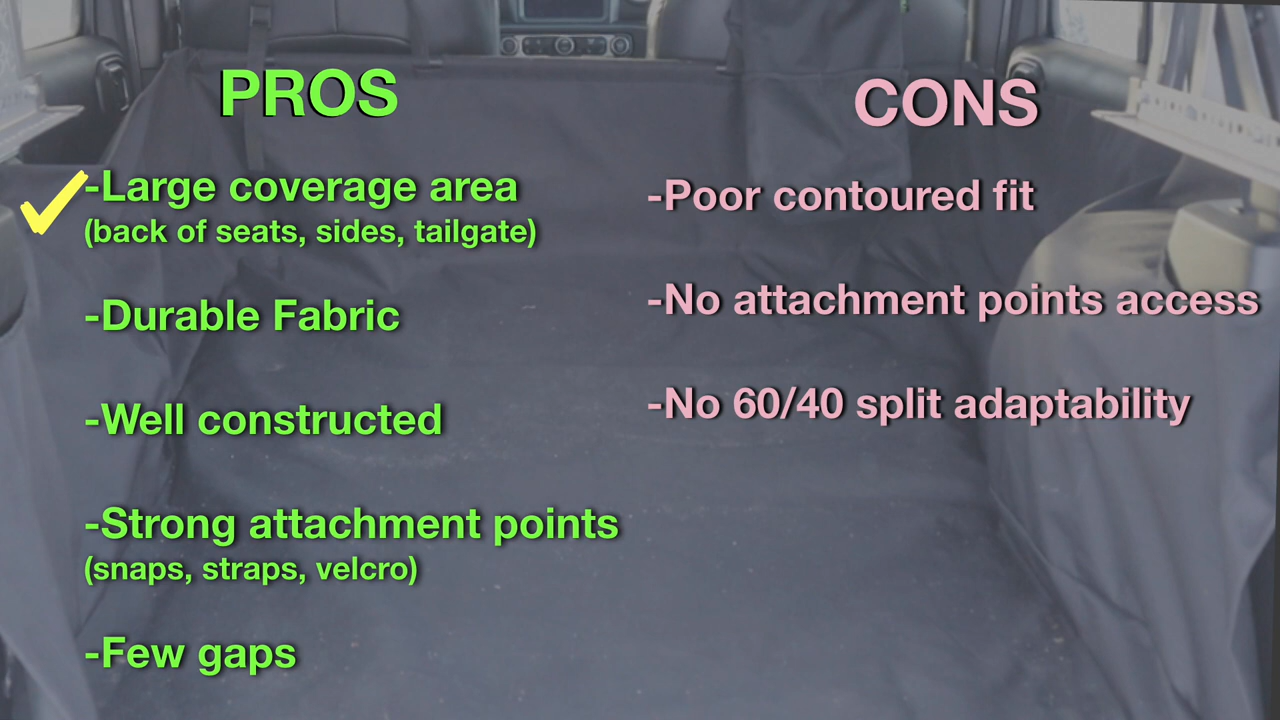 PROS
-Large coverage area
(back of seats, sides, tailgate)
-Durable Fabric
-Well constructed
-Strong attachment points
(snaps, straps, velcro)
-Few gaps
CONS
-Poor contoured fit
-No attachment points access
-No 60/40 split adaptability